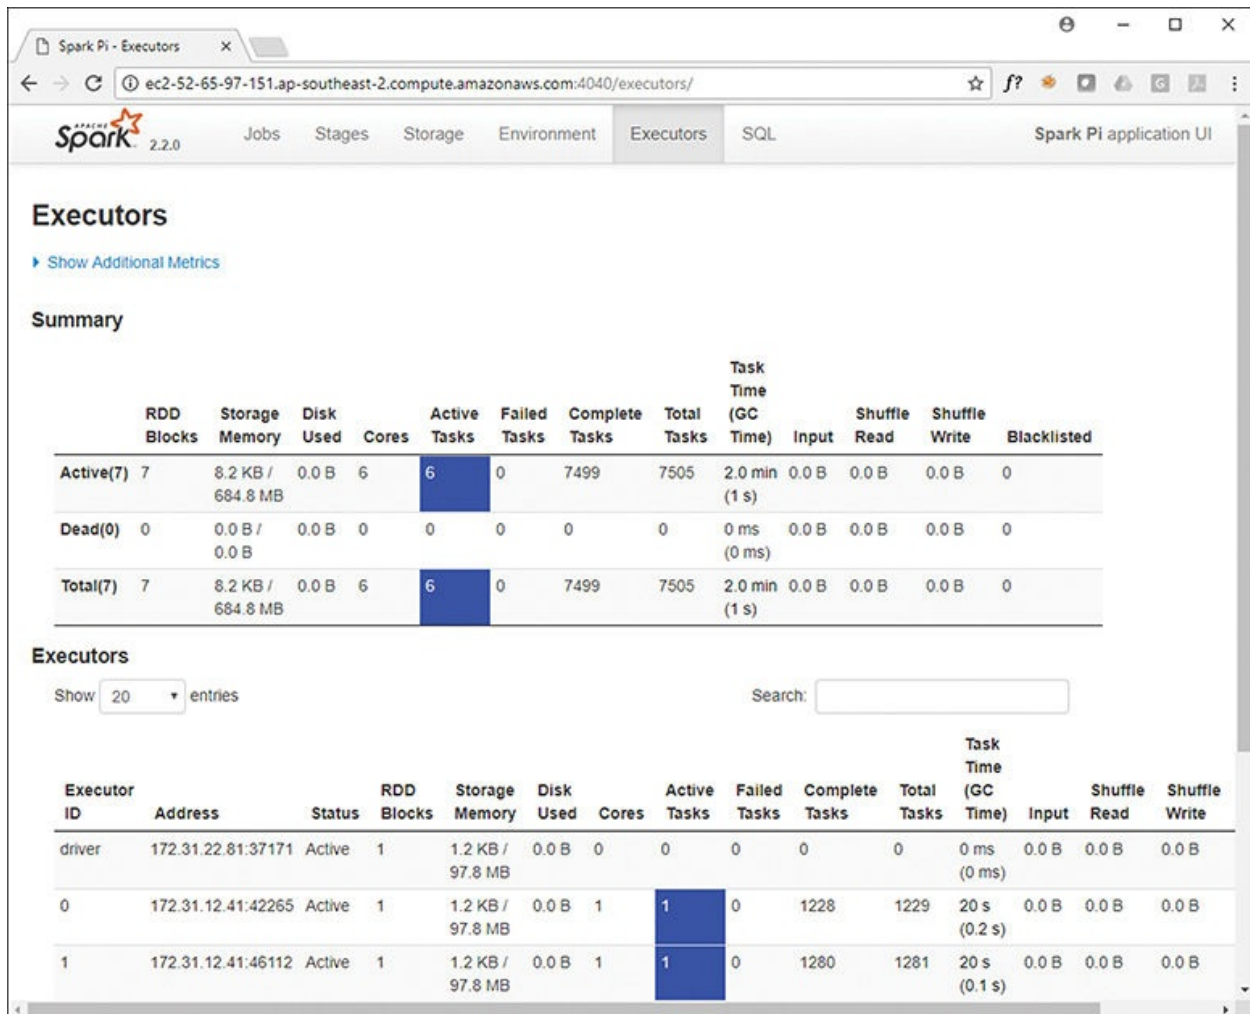 Spark Pi - Executors
ec2-52-65-97-151.ap-southeast-2.compute.amazonaws.com:4040/executors/
f?
APACHE Spark 2.2.0 Jobs Stages Storage Environment Executors SQL Spark Pi application UI
Executors
Show Additional Metrics
Summary
RDD Blocks Storage Memory Disk Used Cores Active Tasks Failed Tasks Complete Tasks Total Tasks Task Time (GC Time) Input Shuffle Read Shuffle Write Blacklisted
Active(7) 7 8.2 KB / 684.8 MB 0.0 B 6 6 0 7499 7505 2.0 min (1 s) 0.0 B 0.0 B 0.0 B 0
Dead(0) 0 0.0 B / 0.0 B 0.0 B 0 0 0 0 0 0 ms (0 ms) 0.0 B 0.0 B 0.0 B 0
Total(7) 7 8.2 KB / 684.8 MB 0.0 B 6 6 0 7499 7505 2.0 min (1 s) 0.0 B 0.0 B 0.0 B 0
Executors
Show 20 entries Search:
Executor ID Address Status RDD Blocks Storage Memory Disk Used Cores Active Tasks Failed Tasks Complete Tasks Total Tasks Task Time (GC Time) Input Shuffle Read Shuffle Write
driver 172.31.22.81:37171 Active 1 1.2 KB / 97.8 MB 0.0 B 0 0 0 0 0 0 ms (0 ms) 0.0 B 0.0 B 0.0 B
0 172.31.12.41:42265 Active 1 1.2 KB / 97.8 MB 0.0 B 1 1 0 1228 1229 20 s (0.2 s) 0.0 B 0.0 B 0.0 B
1 172.31.12.41:46112 Active 1 1.2 KB / 97.8 MB 0.0 B 1 1 0 1280 1281 20 s (0.1 s) 0.0 B 0.0 B 0.0 B